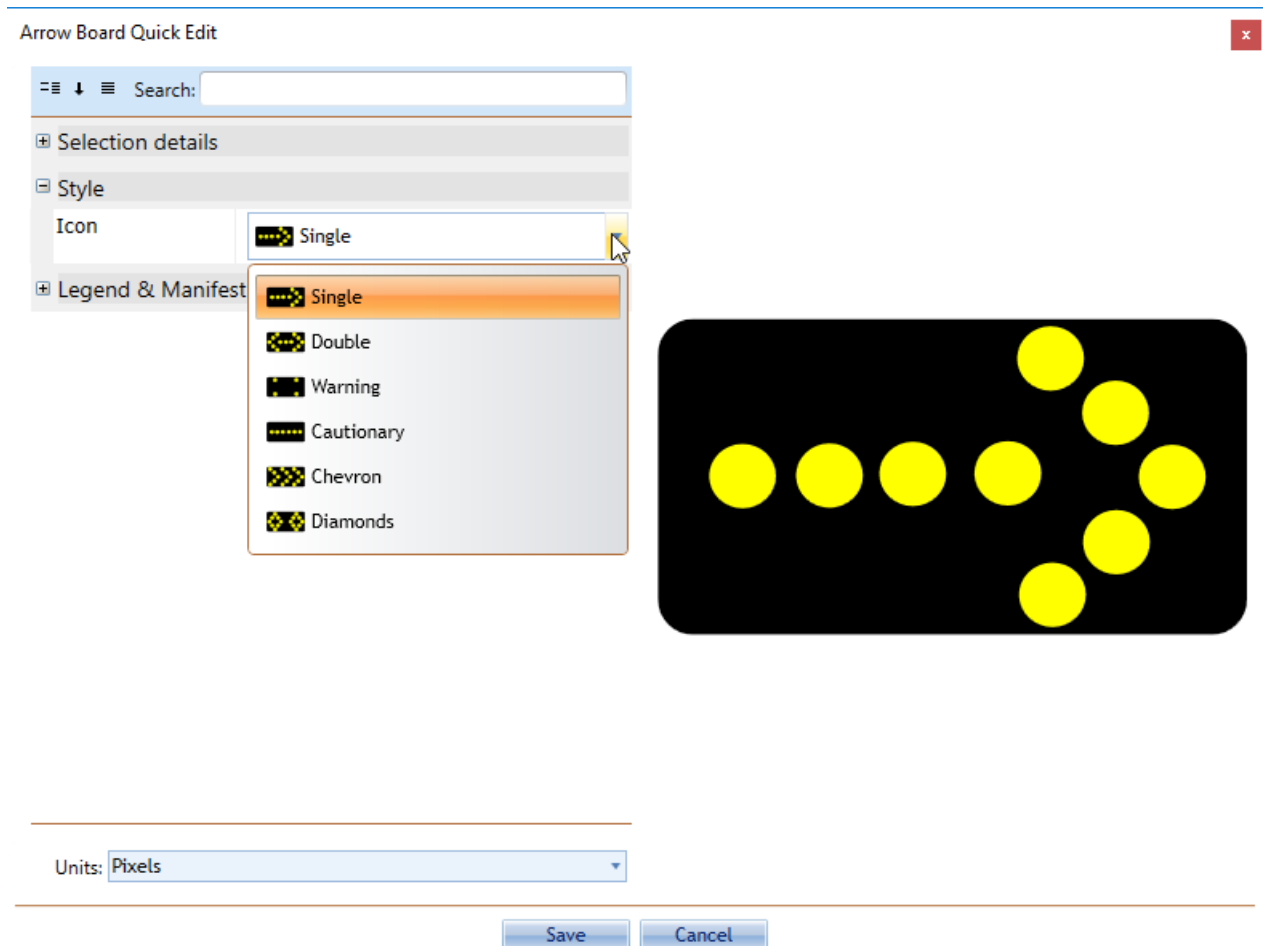 Arrow Board Quick Edit
x
Search:
Selection details
Style
Icon
Single
Legend & Manifest
Single
Double
Warning
Cautionary
Chevron
Diamonds
Units: Pixels
Save Cancel